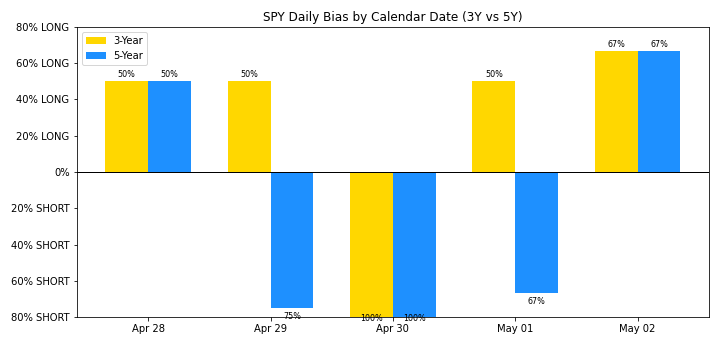 SPY Daily Bias by Calendar Date (3Y vs 5Y)
80% LONG
60% LONG
40% LONG
20% LONG
0%
20% SHORT
40% SHORT
60% SHORT
80% SHORT
3-Year
5-Year
50%
50%
50%
75%
100%
100%
50%
67%
67%
67%
Apr 28
Apr 29
Apr 30
May 01
May 02